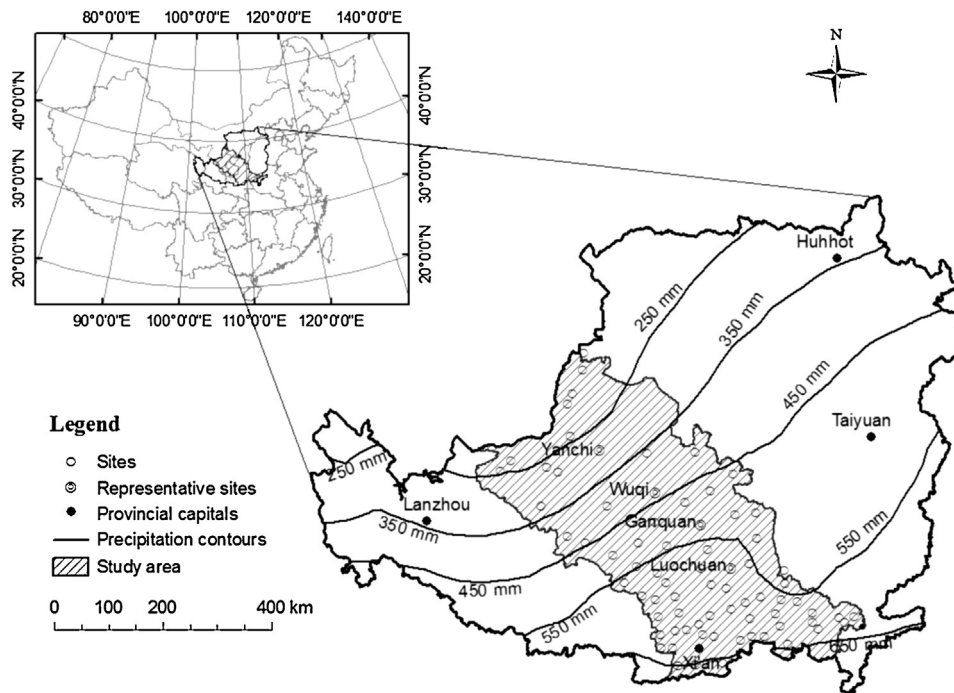 80°0'0"E 100°0'0"E 120°0'0"E 140°0'0"E
40°0'0"N
30°0'0"N
20°0'0"N
40°0'0"N
30°0'0"N
20°0'0"N
90°0'0"E 100°0'0"E 110°0'0"E 120°0'0"E
N
Huhhot
250 mm
350 mm
450 mm
Taiyuan
550 mm
Yanchi
Wuqi
Ganquan
Luochuan
Xi'an
650 mm
250 mm
Lanzhou
350 mm
450 mm
550 mm
Legend
Sites
Representative sites
Provincial capitals
Precipitation contours
Study area
0 100 200 400 km